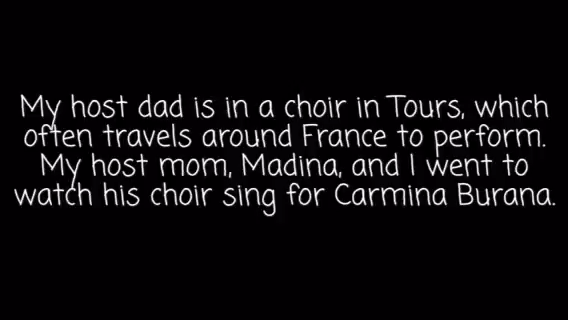 My host dad is in a choir in Tours, which
often travels around France to perform.
My host mom, Madina, and I went to
watch his choir sing for Carmina Burana.